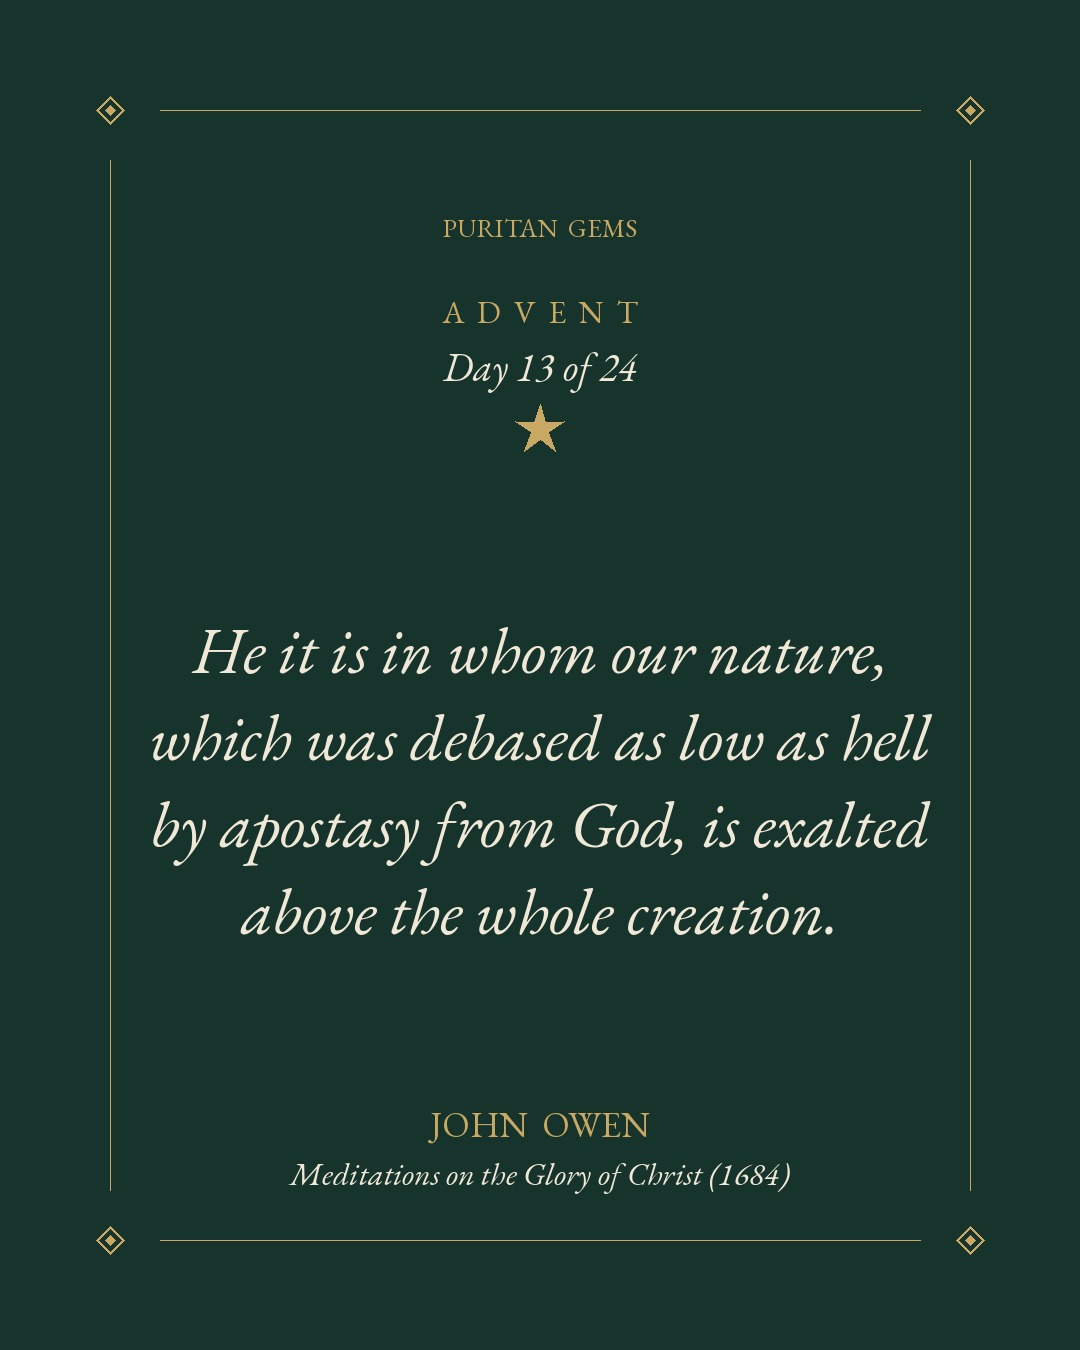 PURITAN GEMS
ADVENT
Day 13 of 24
He it is in whom our nature,
which was debased as low as hell
by apostasy from God, is exalted
above the whole creation.
JOHN OWEN
Meditations on the Glory of Christ (1684)